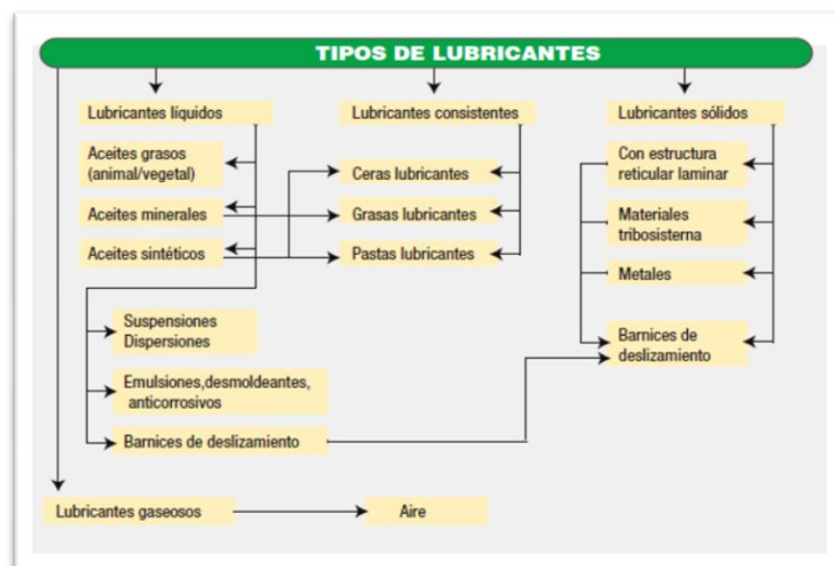 TIPOS DE LUBRICANTES
Lubricantes líquidos
Aceites grasos
(animal/vegetal)
Aceites minerales
Aceites sintéticos
Suspensiones
Dispersiones
Emulsiones,desmoldeantes,
anticorrosivos
Barnices de deslizamiento
Lubricantes consistentes
Ceras lubricantes
Grasas lubricantes
Pastas lubricantes
Lubricantes sólidos
Con estructura
reticular laminar
Materiales
tribosisterna
Metales
Barnices de
deslizamiento
Lubricantes gaseosos
Aire